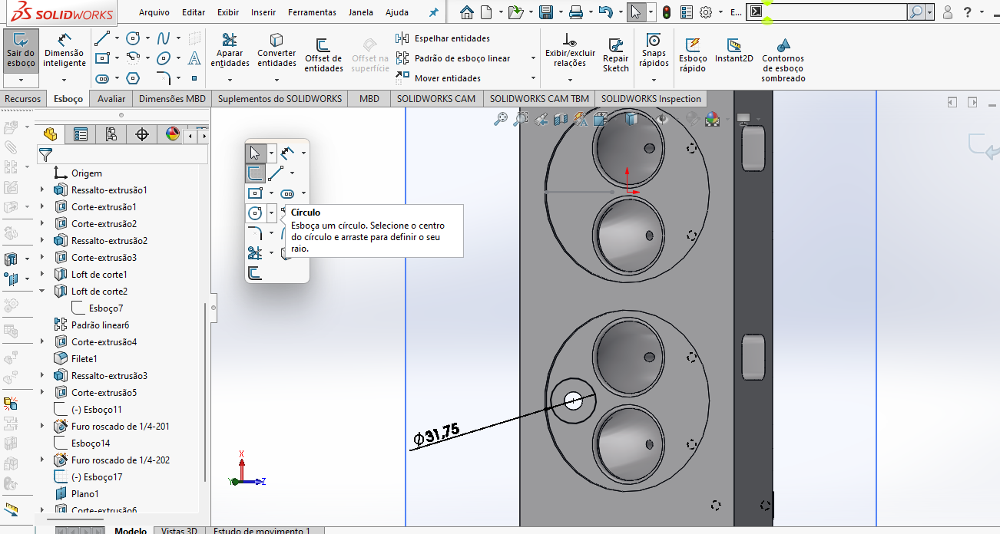 SOLIDWORKS
Arquivo Editar Exibir Inserir Ferramentas Janela Ajuda
E...
?
Sair do esboço
Dimensão inteligente
Aparar entidades
Converter entidades
Offset de entidades
Offset na superfície
Espelhar entidades
Padrão de esboço linear
Mover entidades
Exibir/excluir relações
Repair Sketch
Snaps rápidos
Esboço rápido
Instant2D
Contornos de esboço sombreado
Recursos Esboço Avaliar Dimensões MBD Suplementos do SOLIDWORKS MBD SOLIDWORKS CAM SOLIDWORKS CAM TBM SOLIDWORKS Inspection
Origem
Ressalto-extrusão1
Corte-extrusão1
Corte-extrusão2
Ressalto-extrusão2
Corte-extrusão3
Loft de corte1
Loft de corte2
Esboço7
Padrão linear6
Corte-extrusão4
Filete1
Ressalto-extrusão3
Corte-extrusão5
(-) Esboço11
Furo roscado de 1/4-201
Esboço14
Furo roscado de 1/4-202
(-) Esboço17
Plano1
Corte-extrusão6
Círculo
Esboça um círculo. Selecione o centro
do círculo e arraste para definir o seu
raio.
Φ31,75
X
Y
Z
Modelo Vistas 3D Estudo de movimento 1